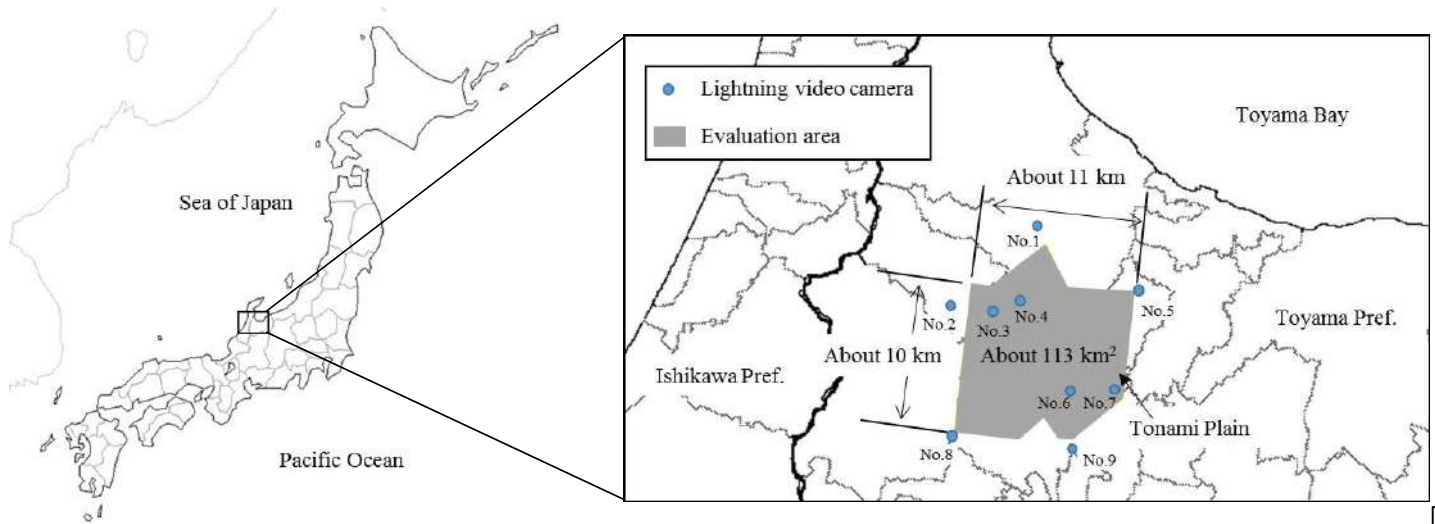 Sea of Japan
Pacific Ocean
Lightning video camera
Evaluation area
Toyama Bay
About 11 km
No.1
No.2
No.3
No.4
No.5
Toyama Pref.
About 10 km
About 113 km²
Ishikawa Pref.
No.6
No.7
Tonami Plain
No.8
No.9